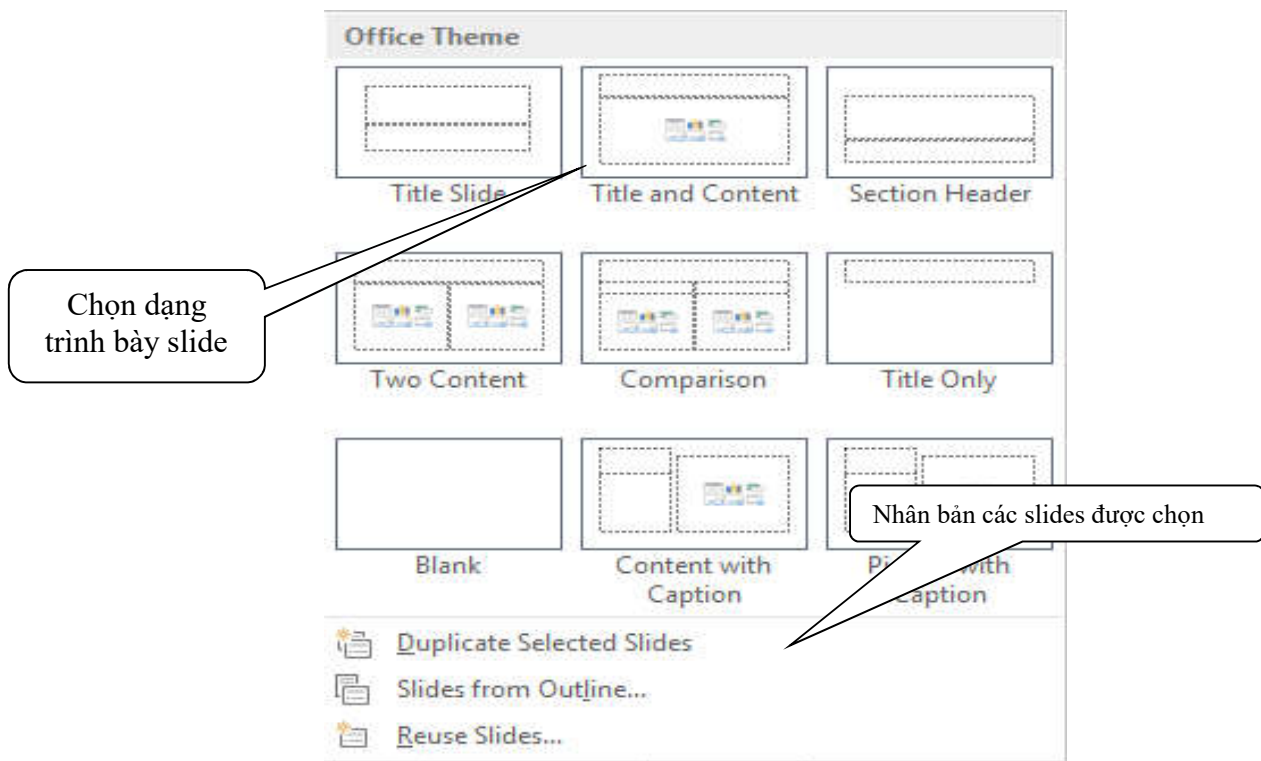 Office Theme
Title Slide
Title and Content
Section Header
Chọn dạng
trình bày slide
Two Content
Comparison
Title Only
Nhân bản các slides được chọn
Blank
Content with
Caption
with
Caption
Duplicate Selected Slides
Slides from Outline...
Reuse Slides...